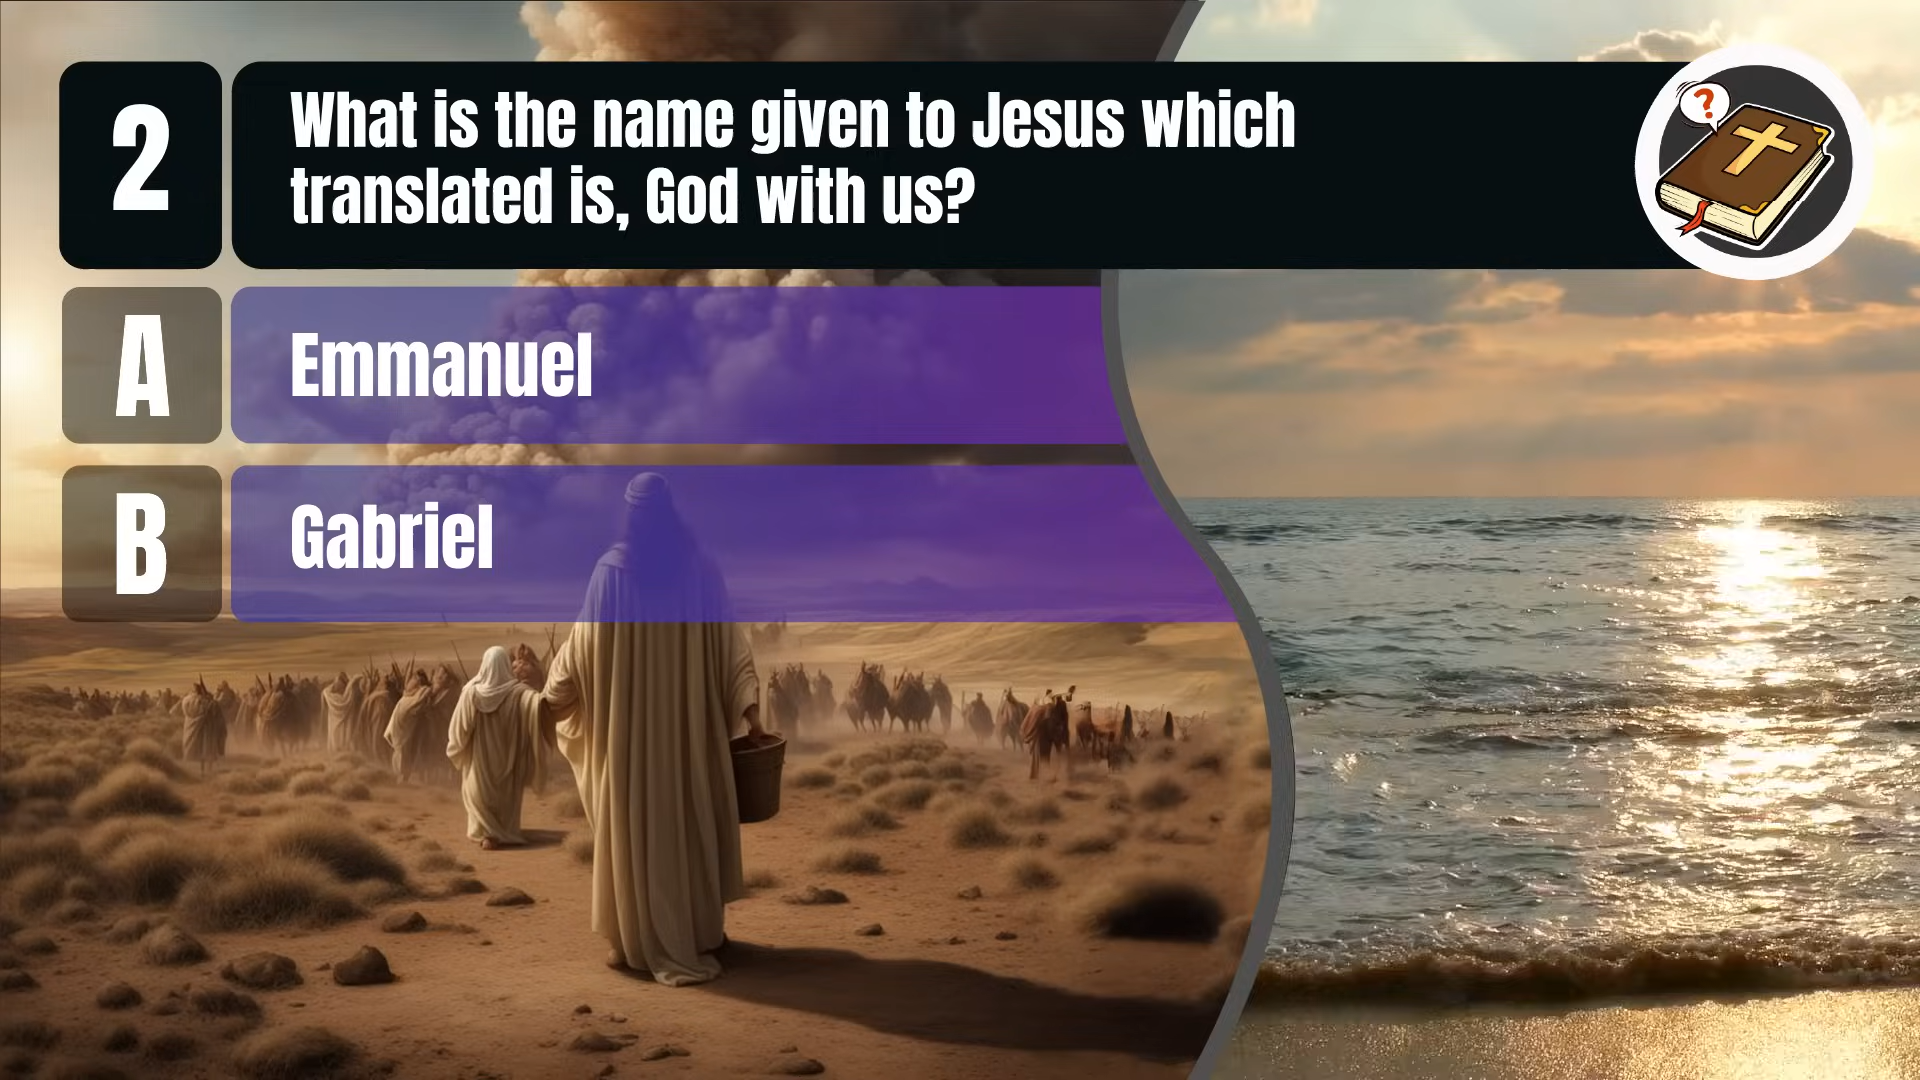 2
What is the name given to Jesus which
translated is, God with us?
?
A
Emmanuel
B
Gabriel